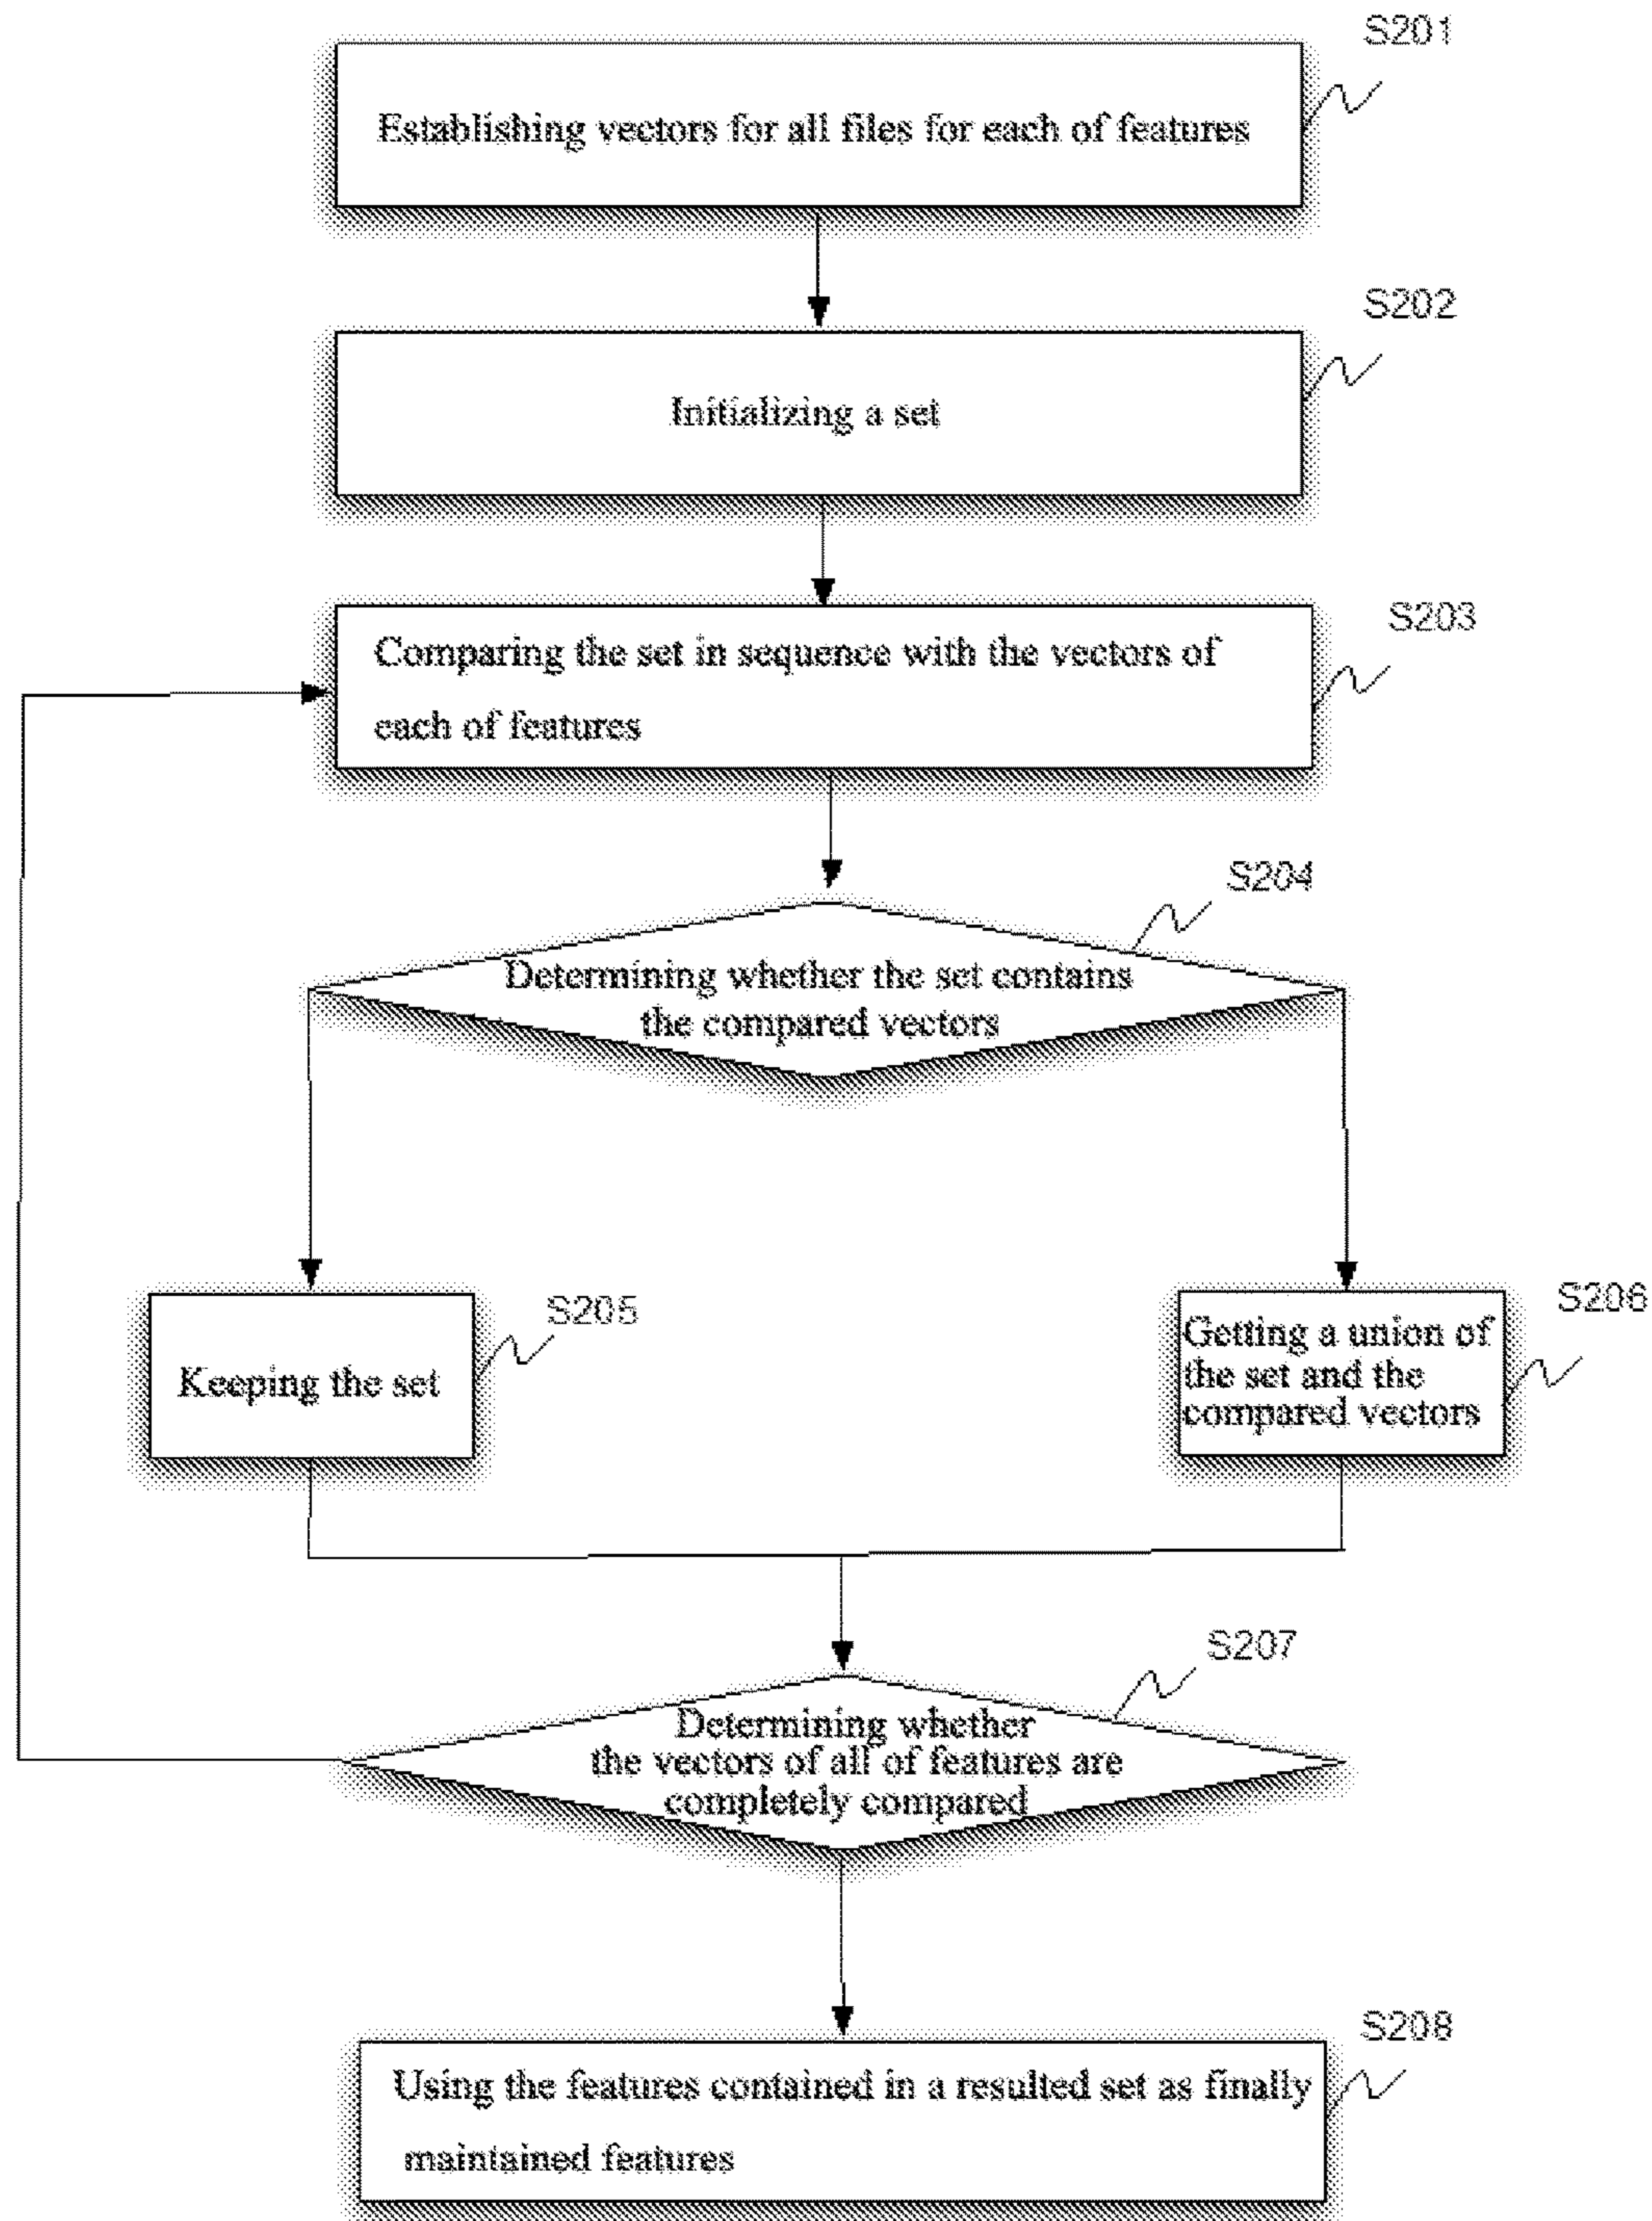 S201
Establishing vectors for all files for each of features
S202
Initializing a set
S203
Comparing the set in sequence with the vectors of
each of features
S204
Determining whether the set contains
the compared vectors
S205
Keeping the set
S206
Getting a union of
the set and the
compared vectors
S207
Determining whether
the vectors of all of features are
completely compared
S208
Using the features contained in a resulted set as finally
maintained features